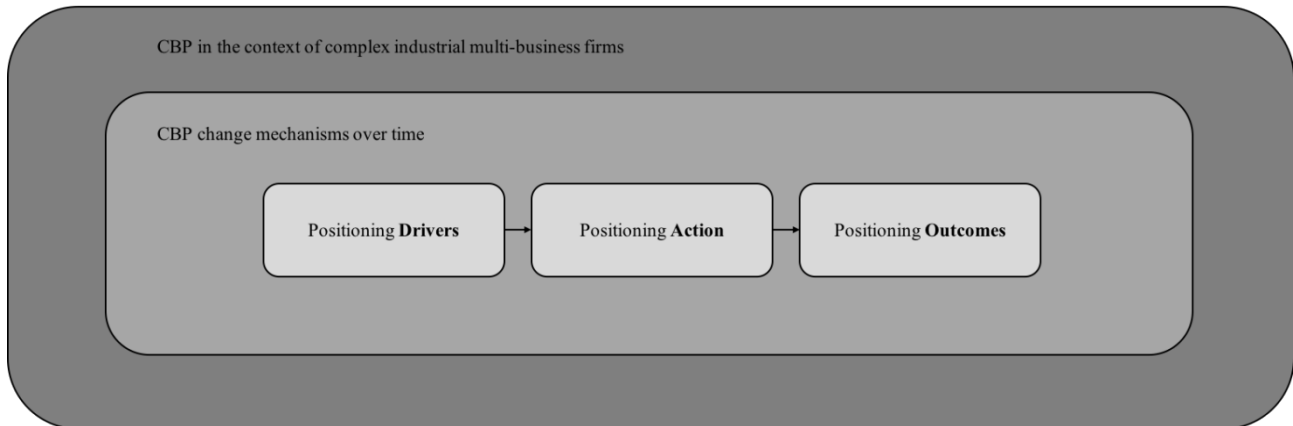 CBP in the context of complex industrial multi-business firms
CBP change mechanisms over time
Positioning Drivers
Positioning Action
Positioning Outcomes